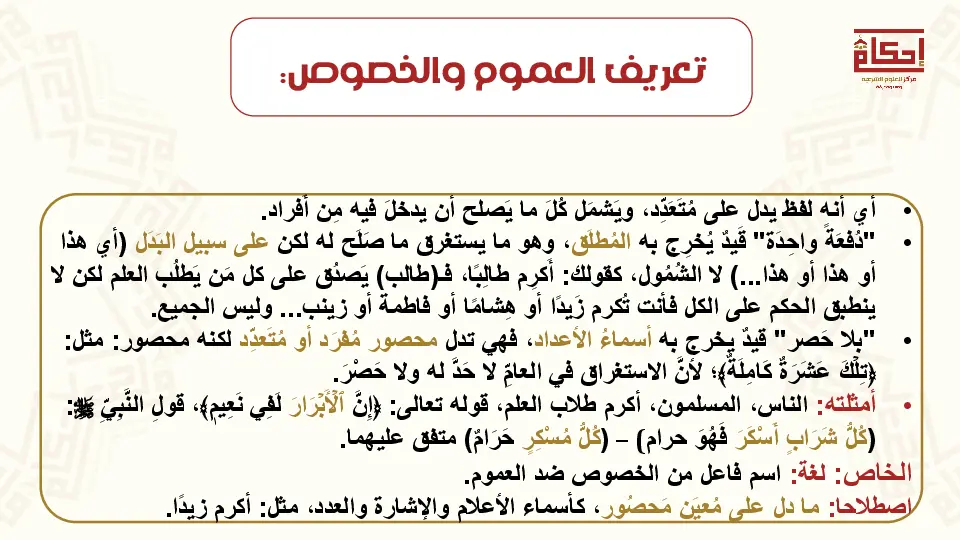 تعريف العموم والخصوص:
إحكام
مركز العلوم الشرعية
• أي أنه لفظ يدل على مُتَعَدِّد، ويَشمَل كُلَ ما يَصلح أن يدخلَ فيه مِن أَفراد.
• "دُفعَةً واحِدَة" قَيدٌ يُخرِج به المُطلَق، وهو ما يستغرق ما صَلَح له لكن على سبيل البَدَل (أي هذا
أو هذا أو هذا...) لا الشُمُول، كقولك: أَكرِم طالِبًا، فـ(طالب) يَصدُق على كل مَن يَطلُب العلم لكن لا
ينطبق الحكم على الكل فأنت تُكرم زَيدًا أو هِشامًا أو فاطمة أو زينب... وليس الجميع.
• "بِلا حَصر" قيدٌ يخرج به أسماءُ الأعداد، فهي تدل محصور مُفرَد أو مُتَعدِّد لكنه محصور: مثل:
﴿تِلۡكَ عَشَرَةٌ كَامِلَةٌ﴾؛ لأنَّ الاستغراق في العامِّ لا حَدَّ له ولا حَصْرَ.
• أمثلته: الناس، المسلمون، أكرم طلاب العلم، قوله تعالى: ﴿إِنَّ ٱلۡأَبۡرَارَ لَفِي نَعِيمٍ﴾، قولِ النَّبِيِّ ﷺ:
(كُلُّ شَرَابٍ أَسْكَرَ فَهُوَ حرام) – (كُلُّ مُسْكِرٍ حَرَامٌ) متفق عليهما.
الخاص: لغة: اسم فاعل من الخصوص ضد العموم.
اصطلاحا: ما دل على مُعيَن مَحصُور، كأسماء الأعلام والإشارة والعدد، مثل: أكرم زيدًا.